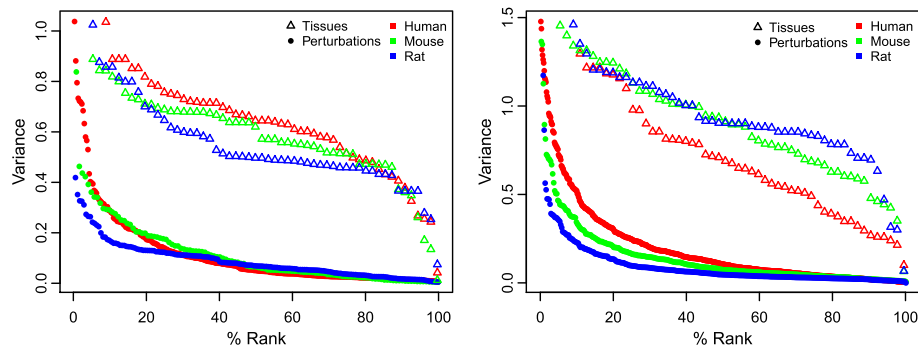 Tissues
Perturbations
Human
Mouse
Rat
Variance
0.0
0.2
0.4
0.6
0.8
1.0
0
20
40
60
80
100
% Rank
Tissues
Perturbations
Human
Mouse
Rat
Variance
0.0
0.5
1.0
1.5
0
20
40
60
80
100
% Rank